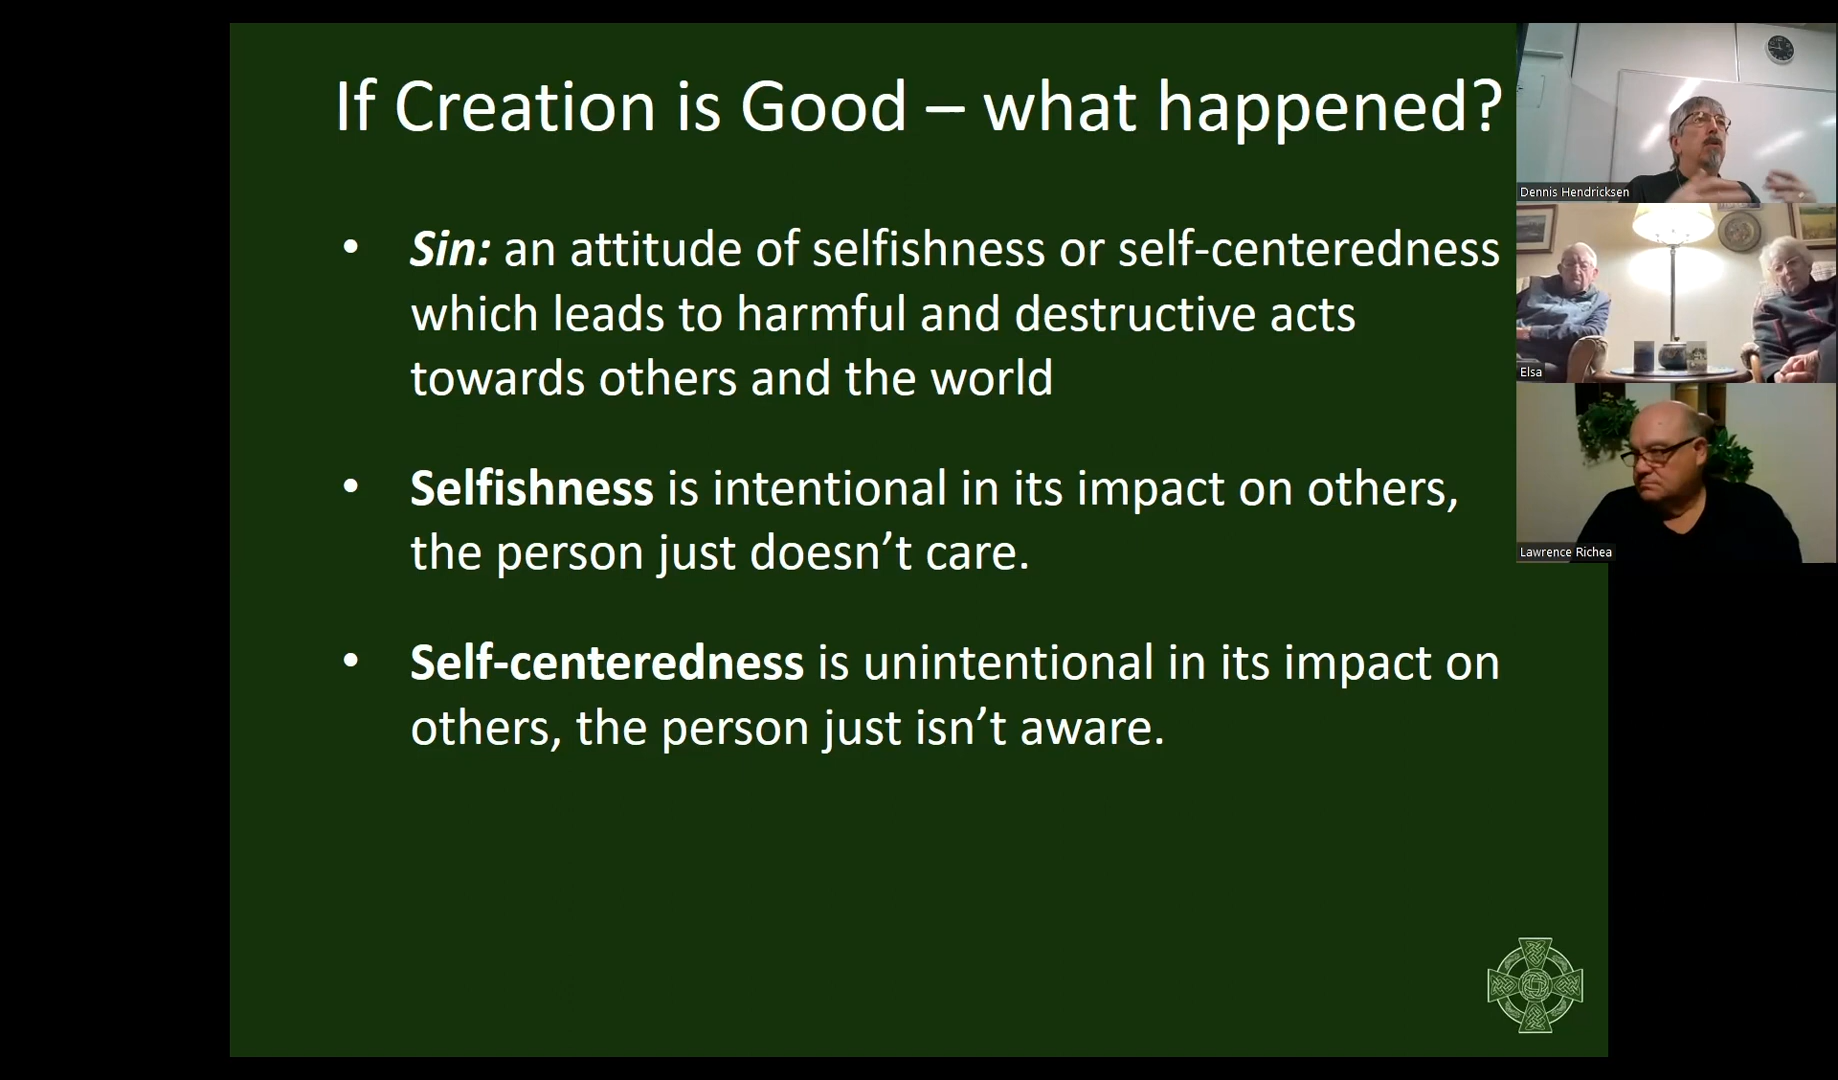 If Creation is Good – what happened?
• Sin: an attitude of selfishness or self-centeredness
which leads to harmful and destructive acts
towards others and the world
• Selfishness is intentional in its impact on others,
the person just doesn’t care.
• Self-centeredness is unintentional in its impact on
others, the person just isn’t aware.
Dennis Hendricksen
Elsa
Lawrence Richea